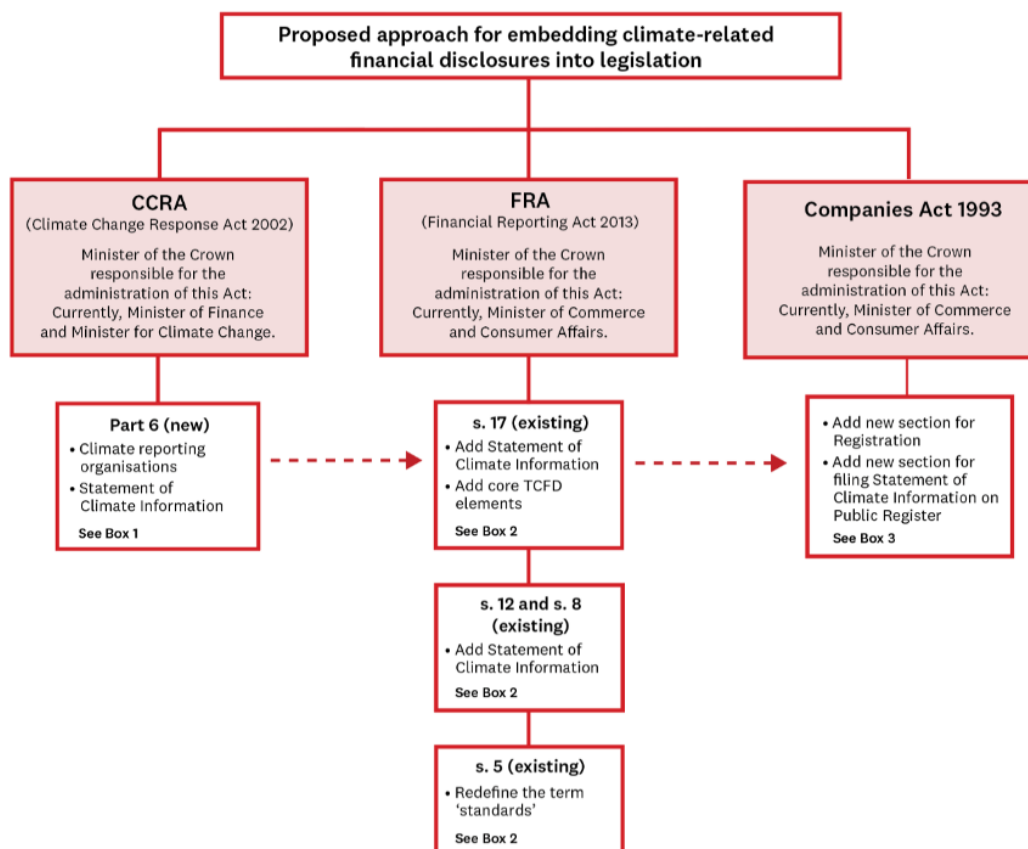 Proposed approach for embedding climate-related
financial disclosures into legislation
CCRA
(Climate Change Response Act 2002)
Minister of the Crown
responsible for the
administration of this Act:
Currently, Minister of Finance
and Minister for Climate Change.
FRA
(Financial Reporting Act 2013)
Minister of the Crown
responsible for the
administration of this Act:
Currently, Minister of Commerce
and Consumer Affairs.
Companies Act 1993
Minister of the Crown
responsible for the
administration of this Act:
Currently, Minister of Commerce
and Consumer Affairs.
Part 6 (new)
• Climate reporting
organisations
• Statement of
Climate Information
See Box 1
s. 17 (existing)
• Add Statement of
Climate Information
• Add core TCFD
elements
See Box 2
• Add new section for
Registration
• Add new section for
filing Statement of
Climate Information on
Public Register
See Box 3
s. 12 and s. 8
(existing)
• Add Statement of
Climate Information
See Box 2
s. 5 (existing)
• Redefine the term
‘standards’
See Box 2